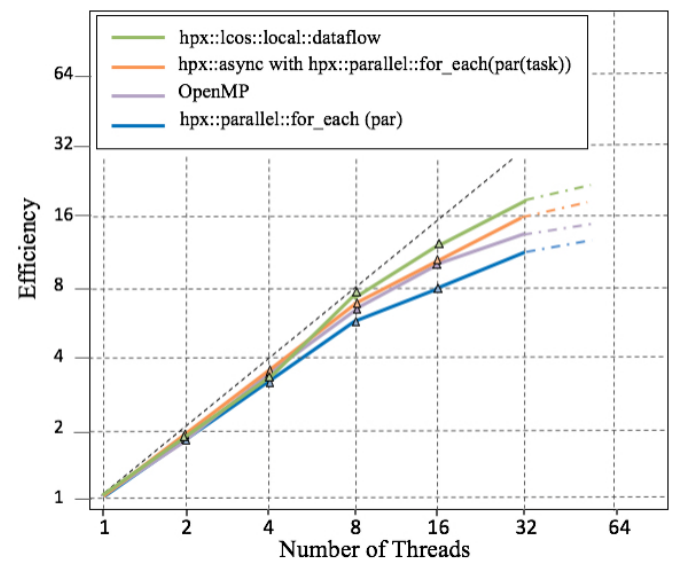 hpx::lcos::local::dataflow
hpx::async with hpx::parallel::for_each(par(task))
OpenMP
hpx::parallel::for_each (par)
Efficiency
64
32
16
8
4
2
1
1 2 4 8 16 32 64
Number of Threads